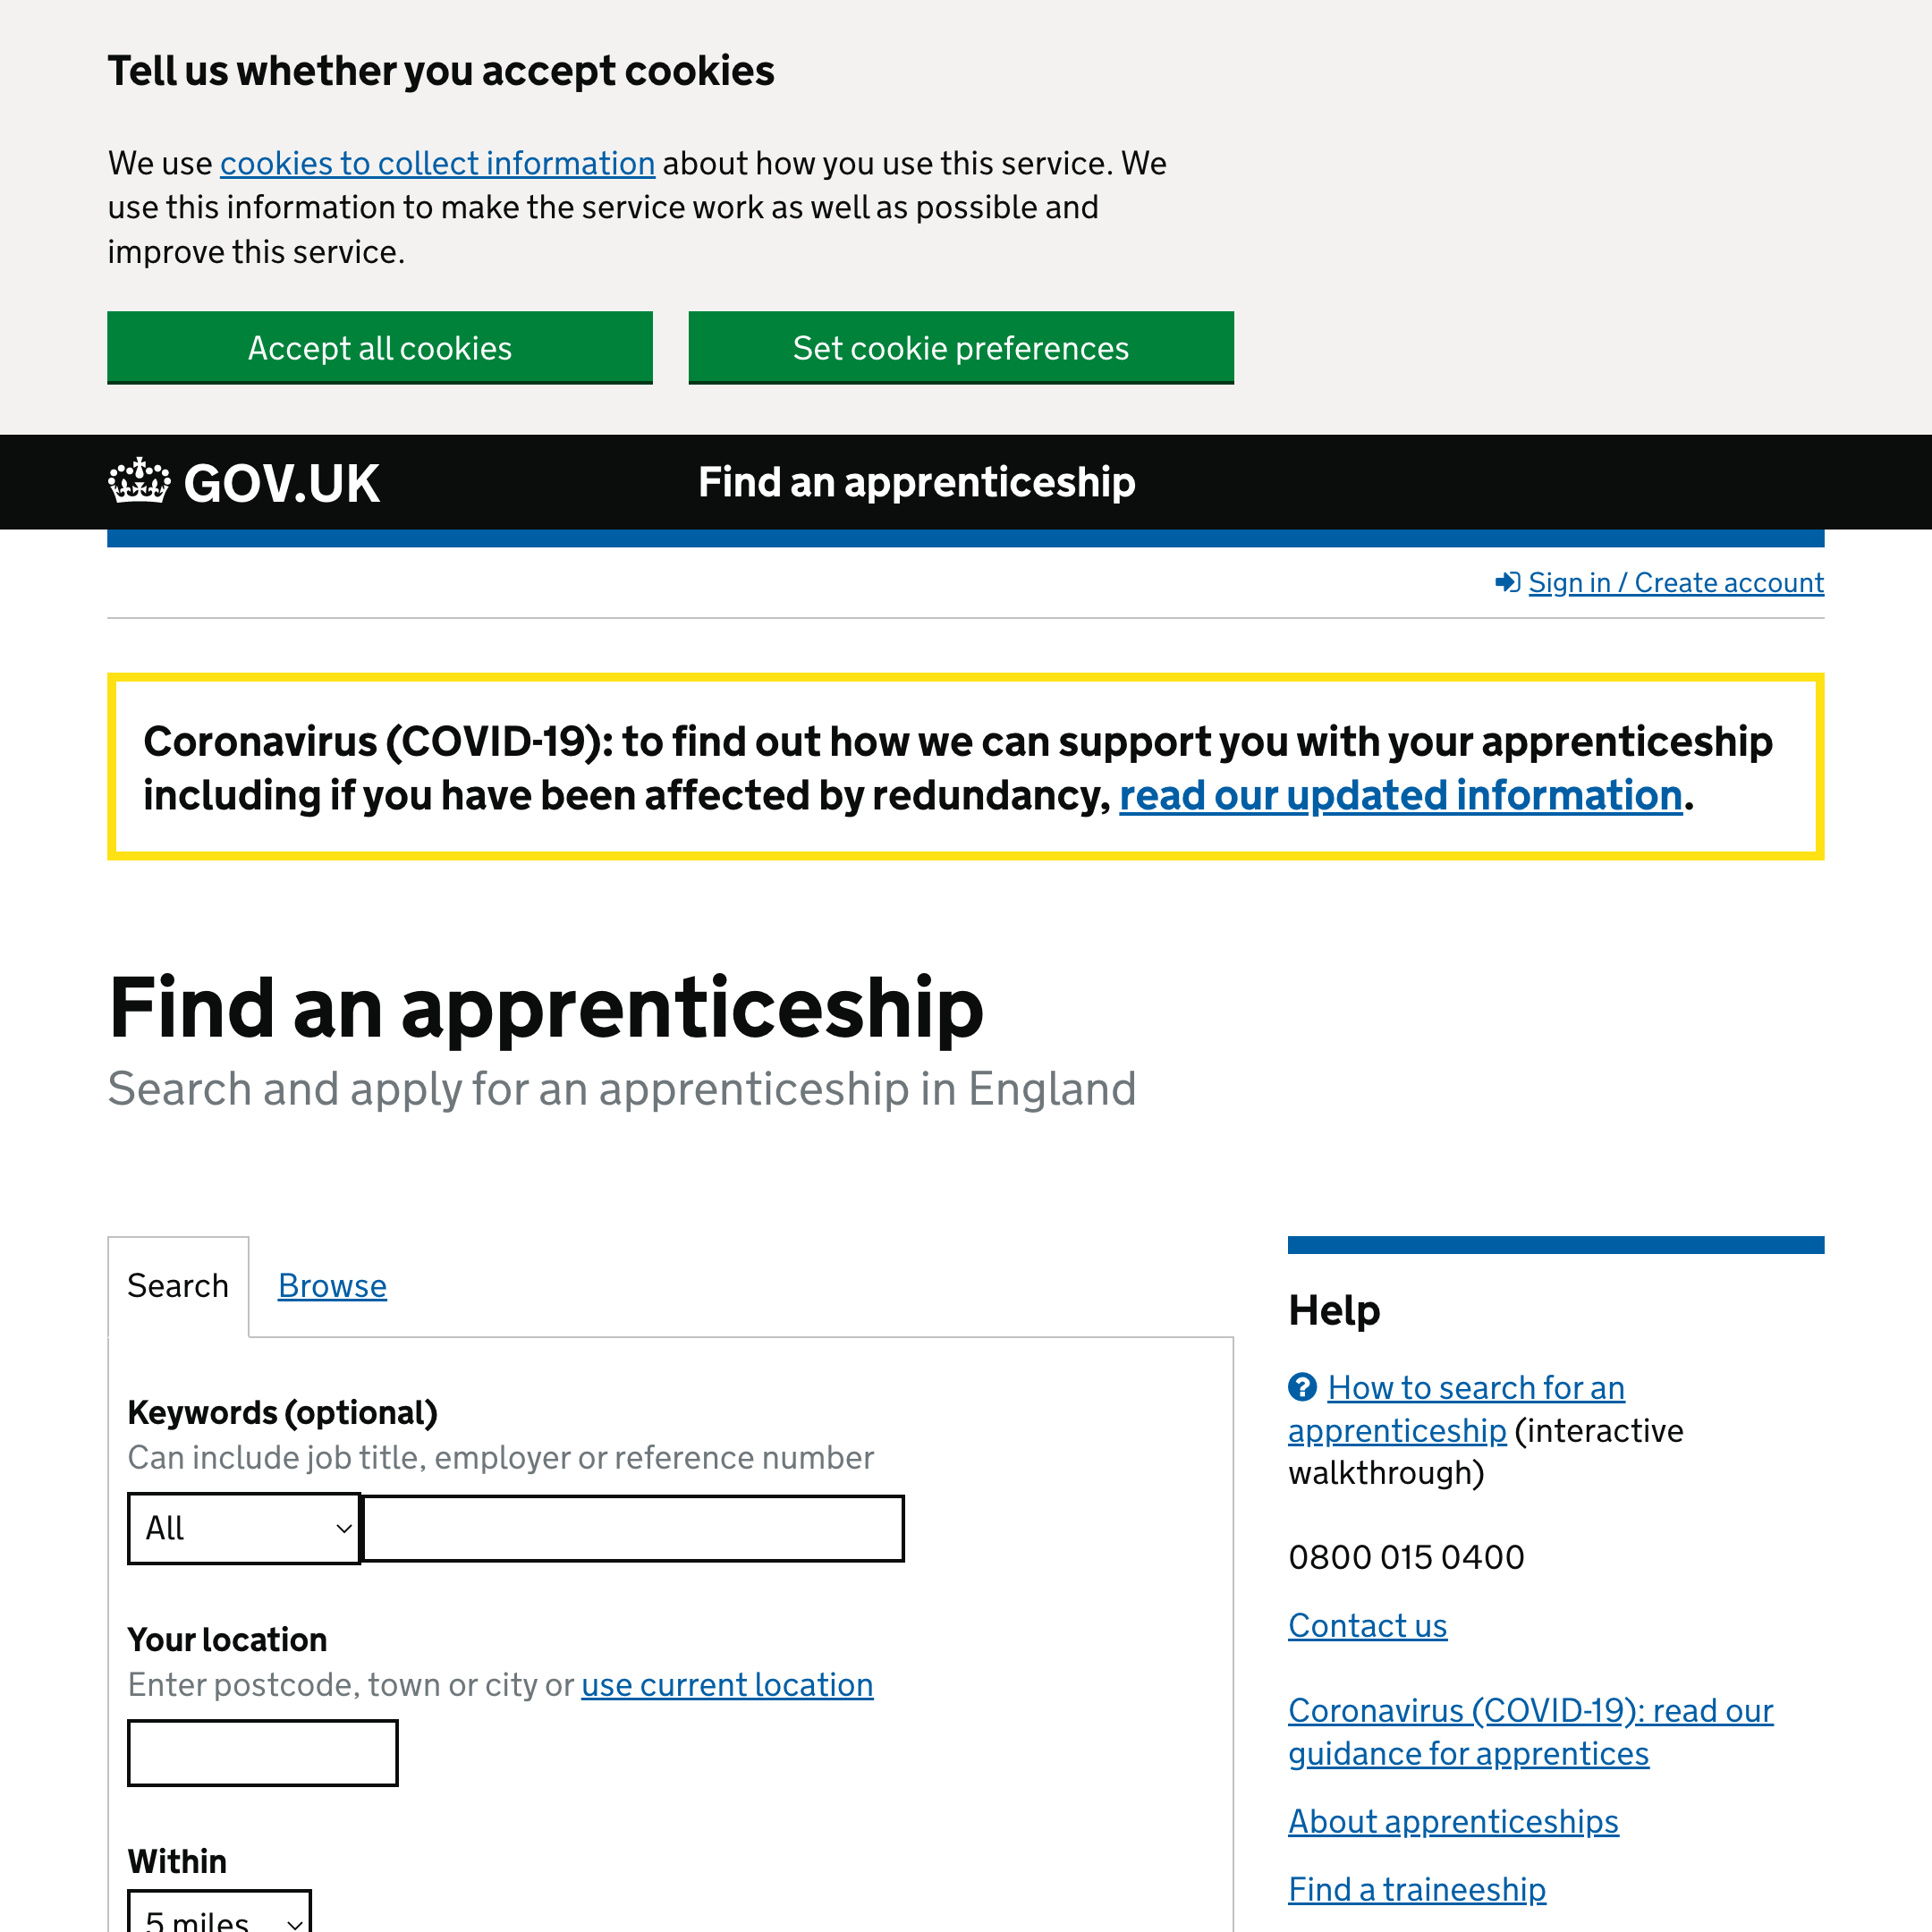 Tell us whether you accept cookies
We use cookies to collect information about how you use this service. We
use this information to make the service work as well as possible and
improve this service.
Accept all cookies
Set cookie preferences
GOV.UK
Find an apprenticeship
Sign in / Create account
Coronavirus (COVID-19): to find out how we can support you with your apprenticeship
including if you have been affected by redundancy, read our updated information.
Find an apprenticeship
Search and apply for an apprenticeship in England
Search
Browse
Keywords (optional)
Can include job title, employer or reference number
All
Your location
Enter postcode, town or city or use current location
Within
5 miles
Help
How to search for an
apprenticeship (interactive
walkthrough)
0800 015 0400
Contact us
Coronavirus (COVID-19): read our
guidance for apprentices
About apprenticeships
Find a traineeship